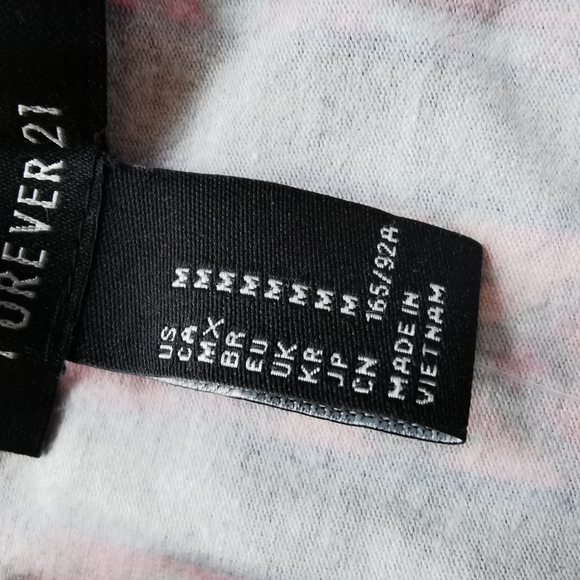 FOREVER 21
US M
CA M
MX M
BR M
EU M
UK M
KR M
JP M
CN 165/92A
MADE IN
VIETNAM